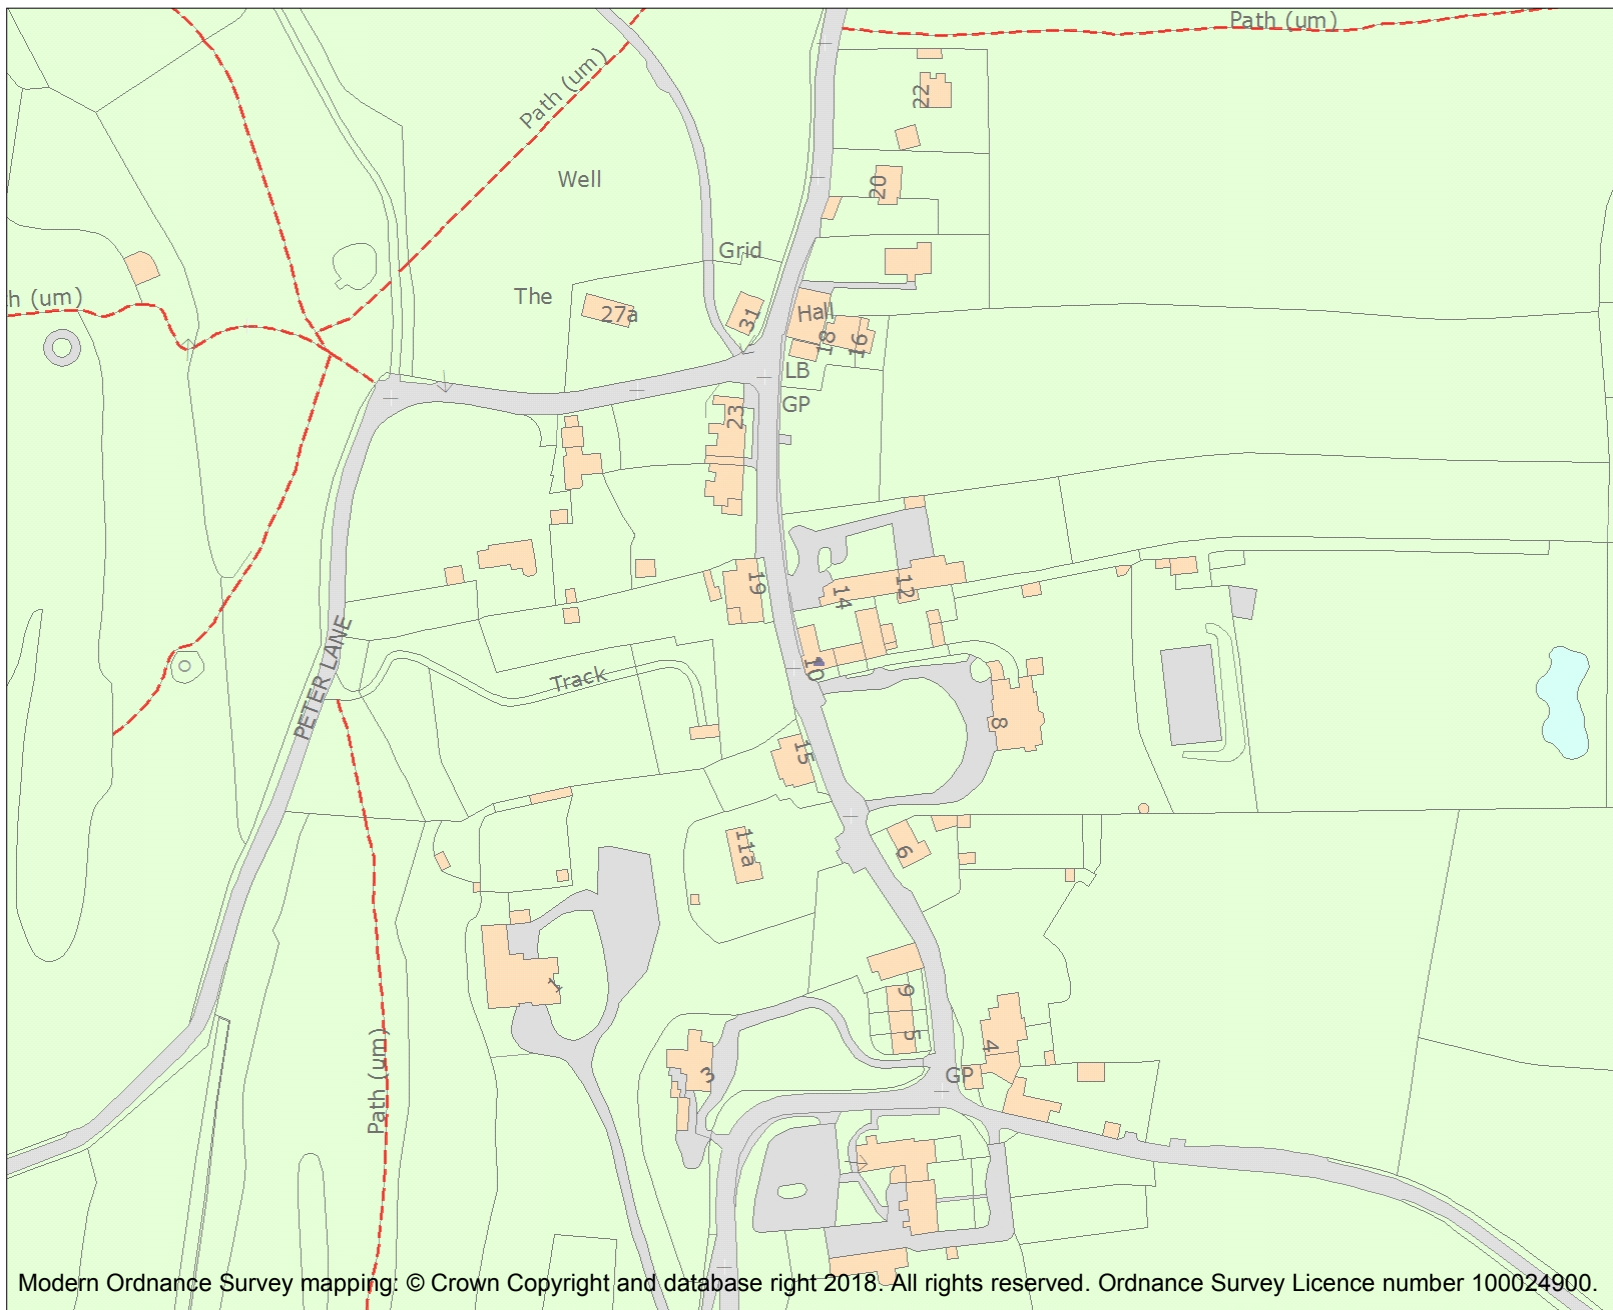 Path (um)
22
Path (um)
Well
20
Grid
h (um)
The
27a
31
Hall
18
16
LB
GP
23
19
14
12
PETER LANE
10
Track
8
15
11a
6
1
9
5
4
3
GP
Path (um)
Modern Ordnance Survey mapping: © Crown Copyright and database right 2018. All rights reserved. Ordnance Survey Licence number 100024900.